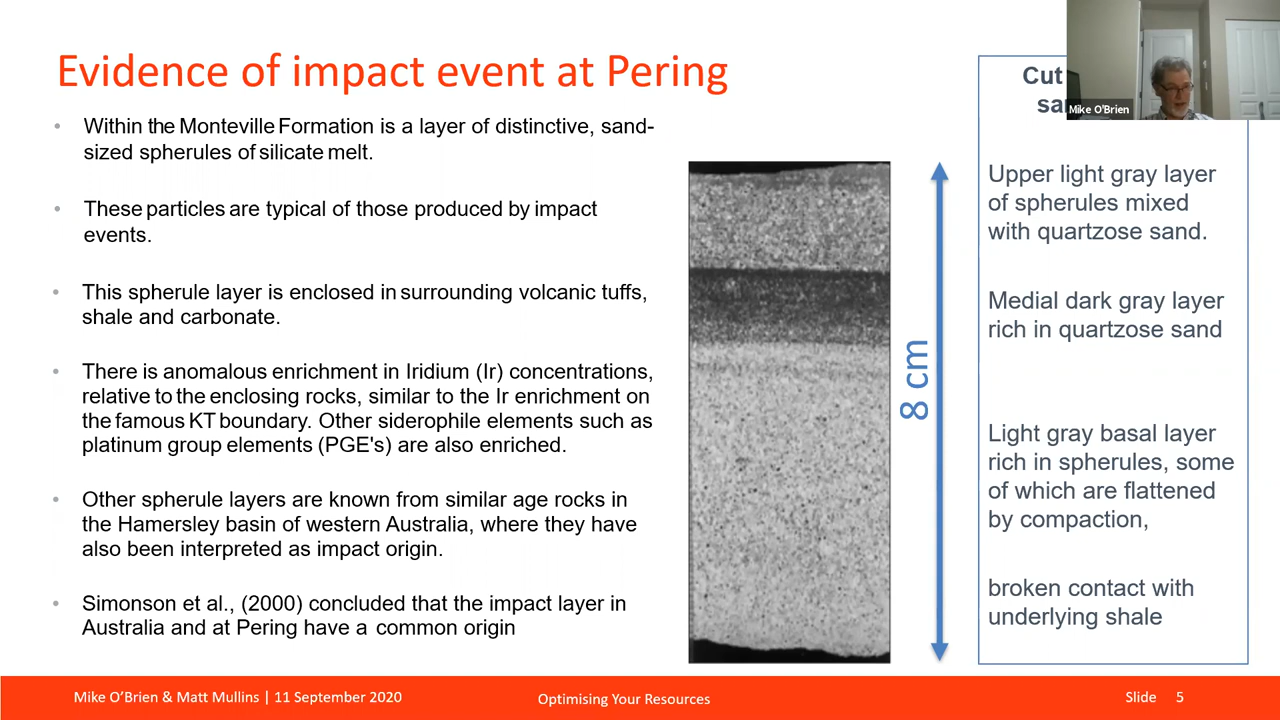 Evidence of impact event at Pering
• Within the Monteville Formation is a layer of distinctive, sand-
sized spherules of silicate melt.
• These particles are typical of those produced by impact
events.
• This spherule layer is enclosed in surrounding volcanic tuffs,
shale and carbonate.
• There is anomalous enrichment in Iridium (Ir) concentrations,
relative to the enclosing rocks, similar to the Ir enrichment on
the famous KT boundary. Other siderophile elements such as
platinum group elements (PGE's) are also enriched.
• Other spherule layers are known from similar age rocks in
the Hamersley basin of western Australia, where they have
also been interpreted as impact origin.
• Simonson et al., (2000) concluded that the impact layer in
Australia and at Pering have a common origin
8 cm
Cut
Mike O'Brien
Upper light gray layer
of spherules mixed
with quartzose sand.
Medial dark gray layer
rich in quartzose sand
Light gray basal layer
rich in spherules, some
of which are flattened
by compaction,
broken contact with
underlying shale
Mike O'Brien & Matt Mullins | 11 September 2020
Optimising Your Resources
Slide 5